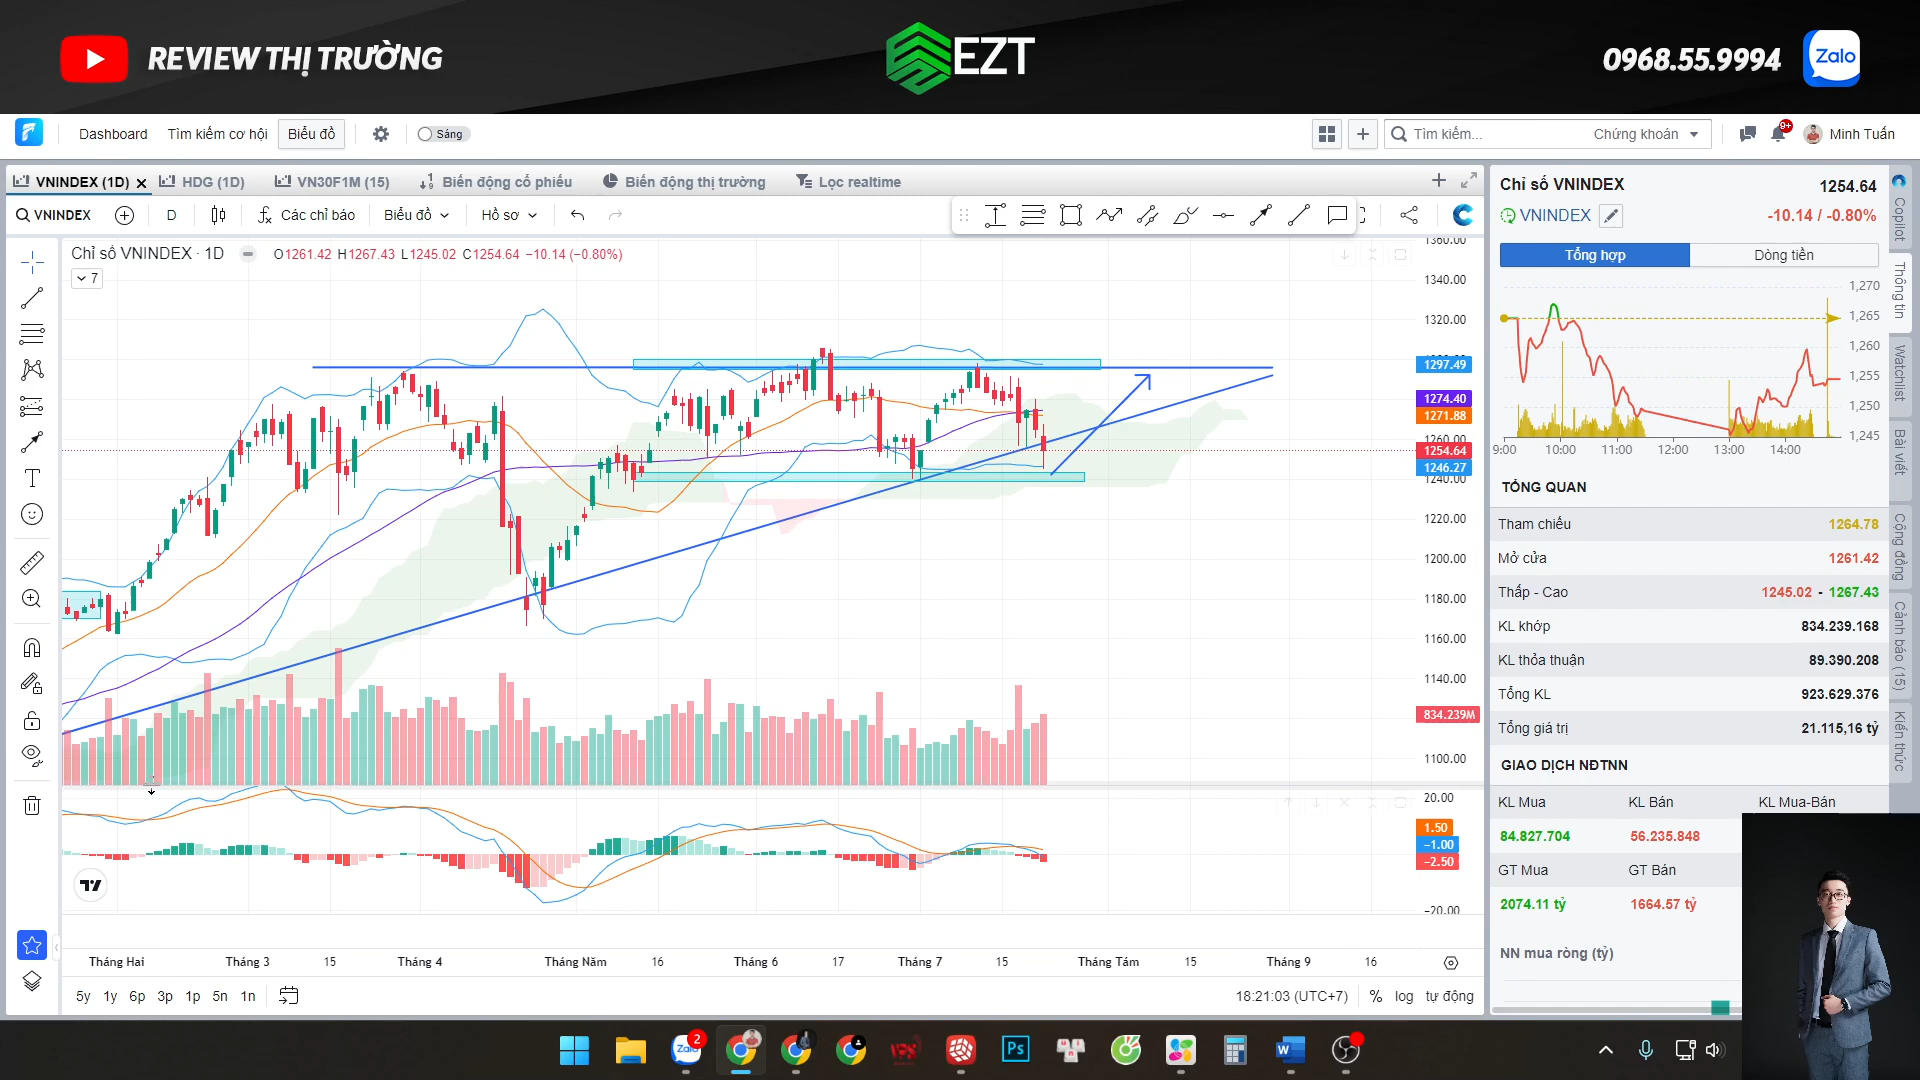 REVIEW THỊ TRƯỜNG
EZT
0968.55.9994
Zalo
Dashboard
Tìm kiếm cơ hội
Biểu đồ
Sáng
Tìm kiếm...
Chứng khoán
9+
Minh Tuấn
VNINDEX (1D)
HDG (1D)
VN30F1M (15)
Biến động cổ phiếu
Biến động thị trường
Lọc realtime
VNINDEX
D
Các chỉ báo
Biểu đồ
Hồ sơ
Chỉ số VNINDEX · 1D
O1261.42 H1267.43 L1245.02 C1254.64 −10.14 (−0.80%)
7
1360.00
1340.00
1320.00
1297.49
1274.40
1271.88
1260.00
1254.64
1246.27
1240.00
1220.00
1200.00
1180.00
1160.00
1140.00
834.239M
1100.00
20.00
1.50
−1.00
−2.50
−20.00
Tháng Hai
Tháng 3
15
Tháng 4
Tháng Năm
16
Tháng 6
17
Tháng 7
15
Tháng Tám
15
Tháng 9
16
5y 1y 6p 3p 1p 5n 1n
18:21:03 (UTC+7)
% log tự động
Chỉ số VNINDEX
1254.64
VNINDEX
-10.14 / -0.80%
Tổng hợp
Dòng tiền
1,270
1,265
1,260
1,255
1,250
1,245
9:00 10:00 11:00 12:00 13:00 14:00
TỔNG QUAN
Tham chiếu 1264.78
Mở cửa 1261.42
Thấp - Cao 1245.02 - 1267.43
KL khớp 834.239.168
KL thỏa thuận 89.390.208
Tổng KL 923.629.376
Tổng giá trị 21.115,16 tỷ
GIAO DỊCH NĐTNN
KL Mua KL Bán KL Mua-Bán
84.827.704 56.235.848
GT Mua GT Bán
2074.11 tỷ 1664.57 tỷ
NN mua ròng (tỷ)
Copilot
Thông tin
Watchlist
Bài viết
Cộng đồng
Cảnh báo (15)
Kiến thức
Zalo
2
Ps
W